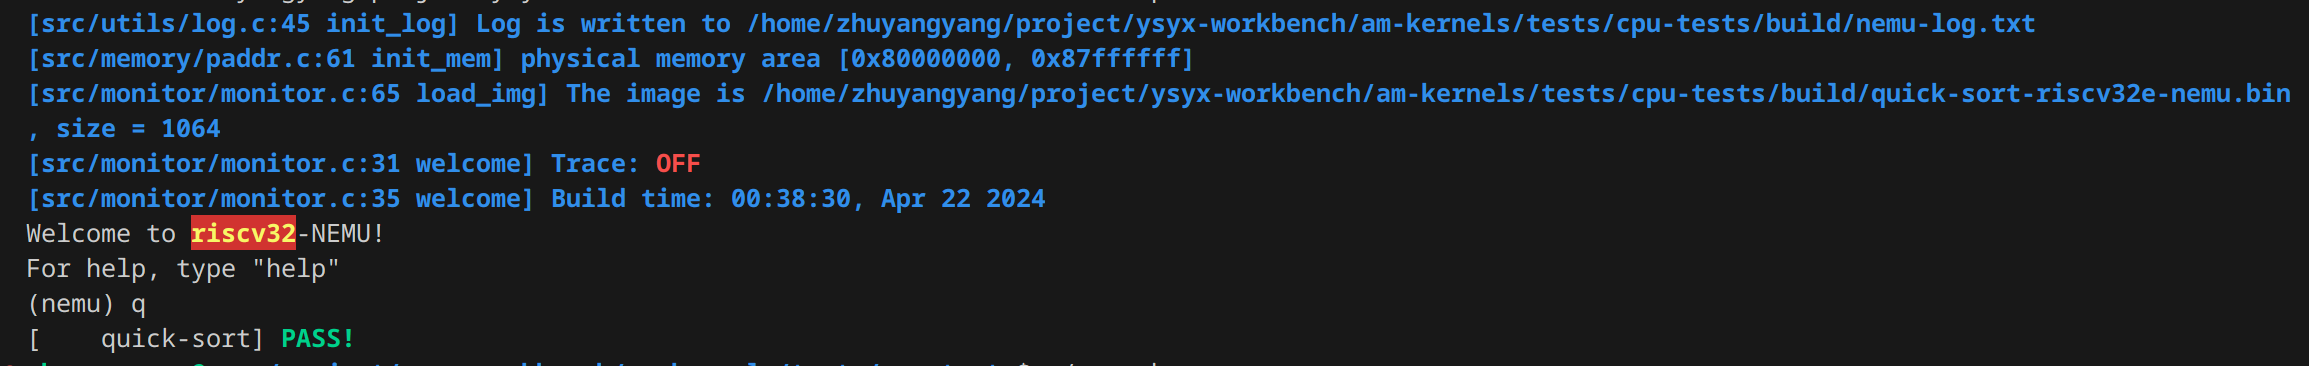 [src/utils/log.c:45 init_log] Log is written to /home/zhuyangyang/project/ysyx-workbench/am-kernels/tests/cpu-tests/build/nemu-log.txt
[src/memory/paddr.c:61 init_mem] physical memory area [0x80000000, 0x87ffffff]
[src/monitor/monitor.c:65 load_img] The image is /home/zhuyangyang/project/ysyx-workbench/am-kernels/tests/cpu-tests/build/quick-sort-riscv32e-nemu.bin
, size = 1064
[src/monitor/monitor.c:31 welcome] Trace: OFF
[src/monitor/monitor.c:35 welcome] Build time: 00:38:30, Apr 22 2024
Welcome to riscv32-NEMU!
For help, type "help"
(nemu) q
[    quick-sort] PASS!